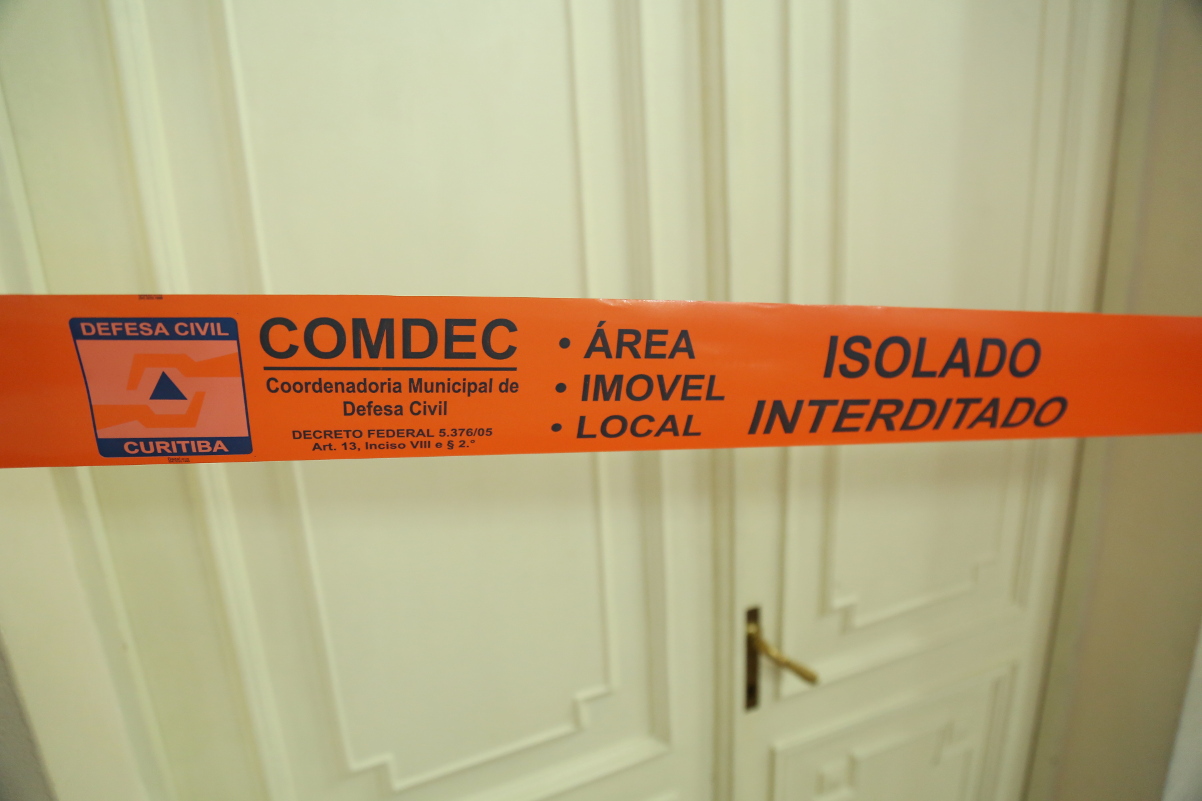 DEFESA CIVIL
CURITIBA
COMDEC
Coordenadoria Municipal de
Defesa Civil
DECRETO FEDERAL 5.376/05
Art. 13, Inciso VIII e § 2.º
• ÁREA
• IMOVEL
• LOCAL
ISOLADO
INTERDITADO